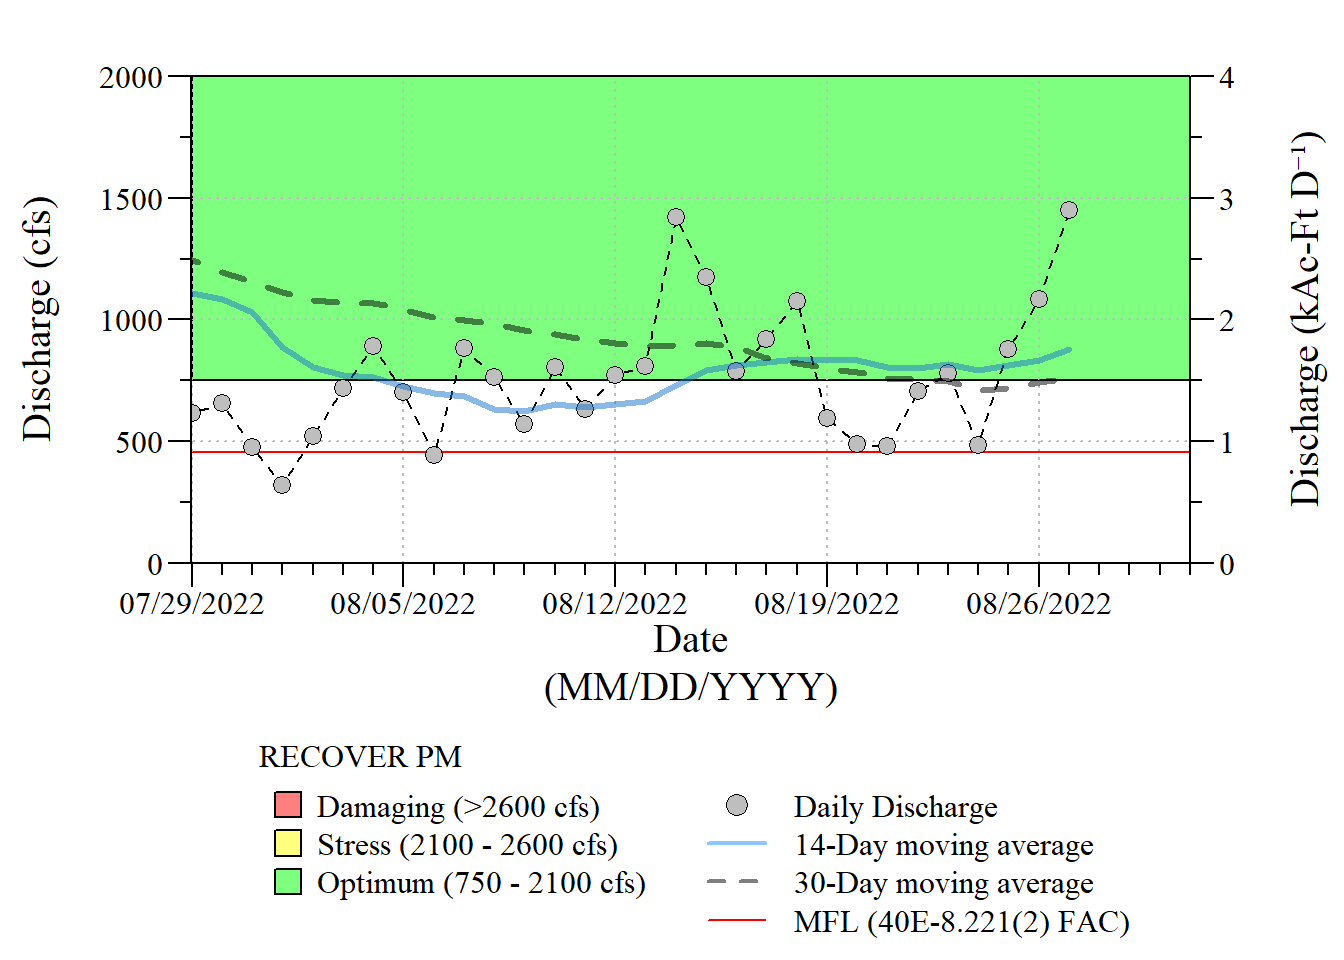 2000
1500
1000
500
0
Discharge (cfs)
4
3
2
1
0
Discharge (kAc-Ft D⁻¹)
07/29/2022 08/05/2022 08/12/2022 08/19/2022 08/26/2022
Date
(MM/DD/YYYY)
RECOVER PM
Damaging (>2600 cfs)
Stress (2100 - 2600 cfs)
Optimum (750 - 2100 cfs)
Daily Discharge
14-Day moving average
30-Day moving average
MFL (40E-8.221(2) FAC)